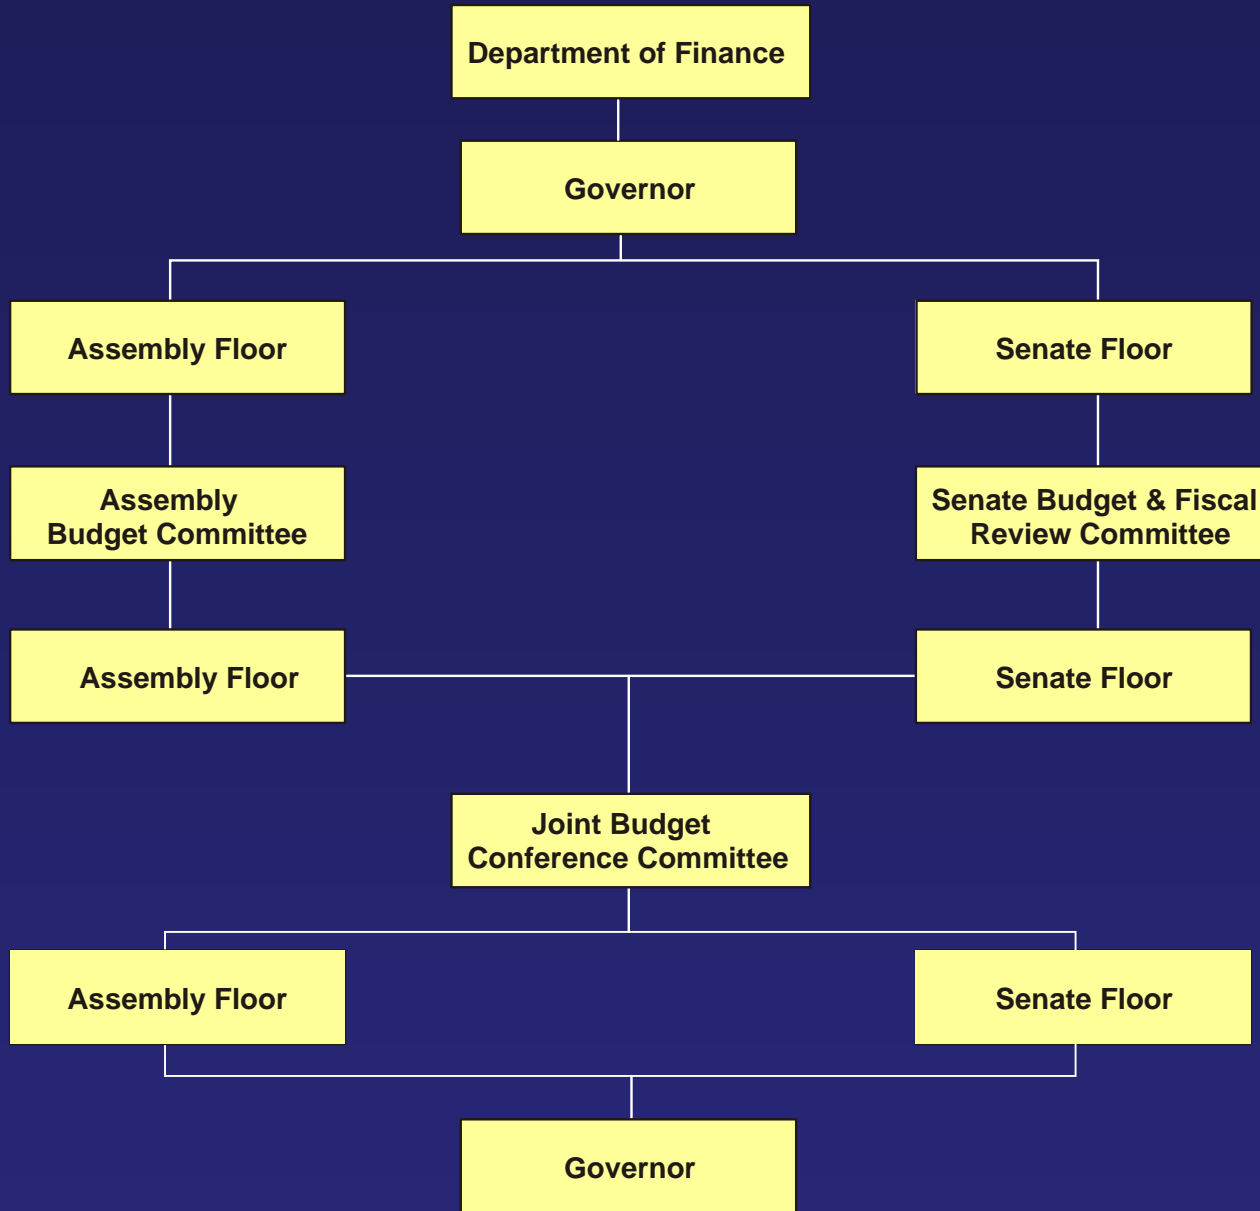 Department of Finance
Governor
Assembly Floor
Senate Floor
Assembly
Budget Committee
Senate Budget & Fiscal
Review Committee
Assembly Floor
Senate Floor
Joint Budget
Conference Committee
Assembly Floor
Senate Floor
Governor